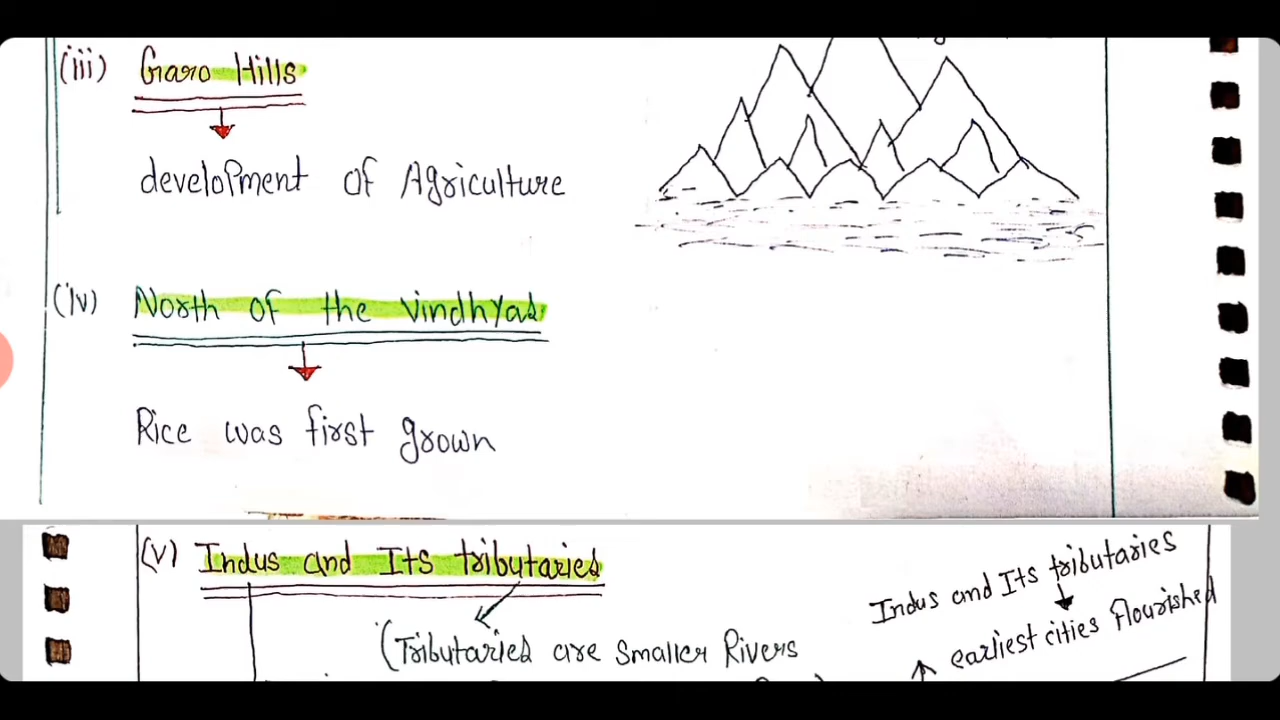 (iii) Garo Hills
development of Agriculture
(iv) North of the vindhyas
Rice was first grown
(v) Indus and Its tributaries
(Tributaries are smaller Rivers
Indus and Its tributaries
earliest cities flourished